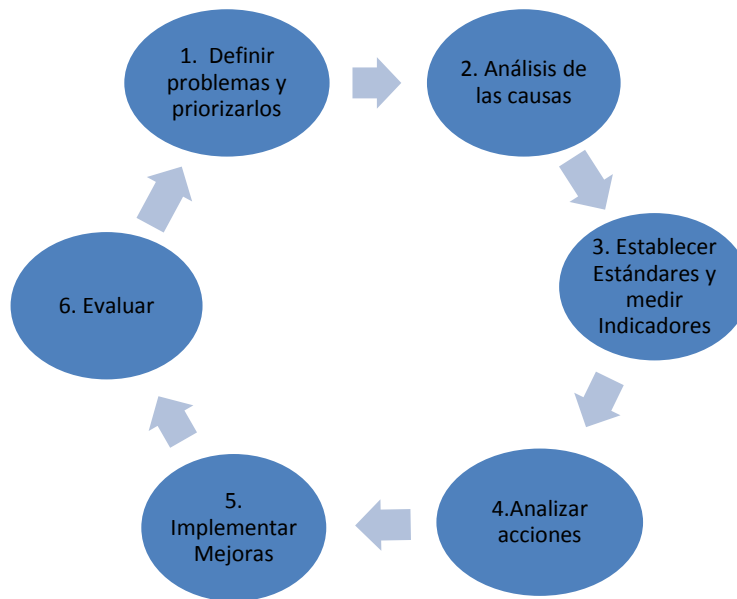 1. Definir
problemas y
priorizarlos
2. Análisis de
las causas
3. Establecer
Estándares y
medir
Indicadores
4.Analizar
acciones
5.
Implementar
Mejoras
6. Evaluar